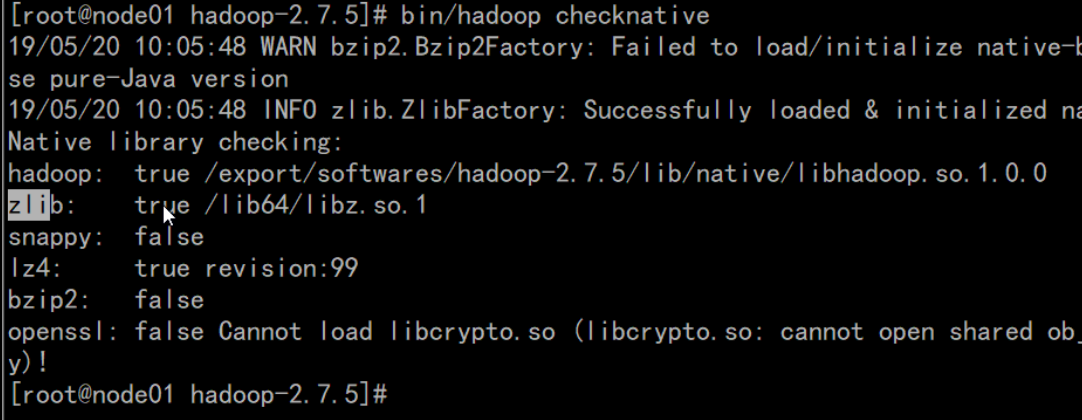 [root@node01 hadoop-2.7.5]# bin/hadoop checknative
19/05/20 10:05:48 WARN bzip2.Bzip2Factory: Failed to load/initialize native-b
se pure-Java version
19/05/20 10:05:48 INFO zlib.ZlibFactory: Successfully loaded & initialized na
Native library checking:
hadoop:  true /export/softwares/hadoop-2.7.5/lib/native/libhadoop.so.1.0.0
zlib:    true /lib64/libz.so.1
snappy:  false
lz4:     true revision:99
bzip2:   false
openssl: false Cannot load libcrypto.so (libcrypto.so: cannot open shared ob
y)!
[root@node01 hadoop-2.7.5]#